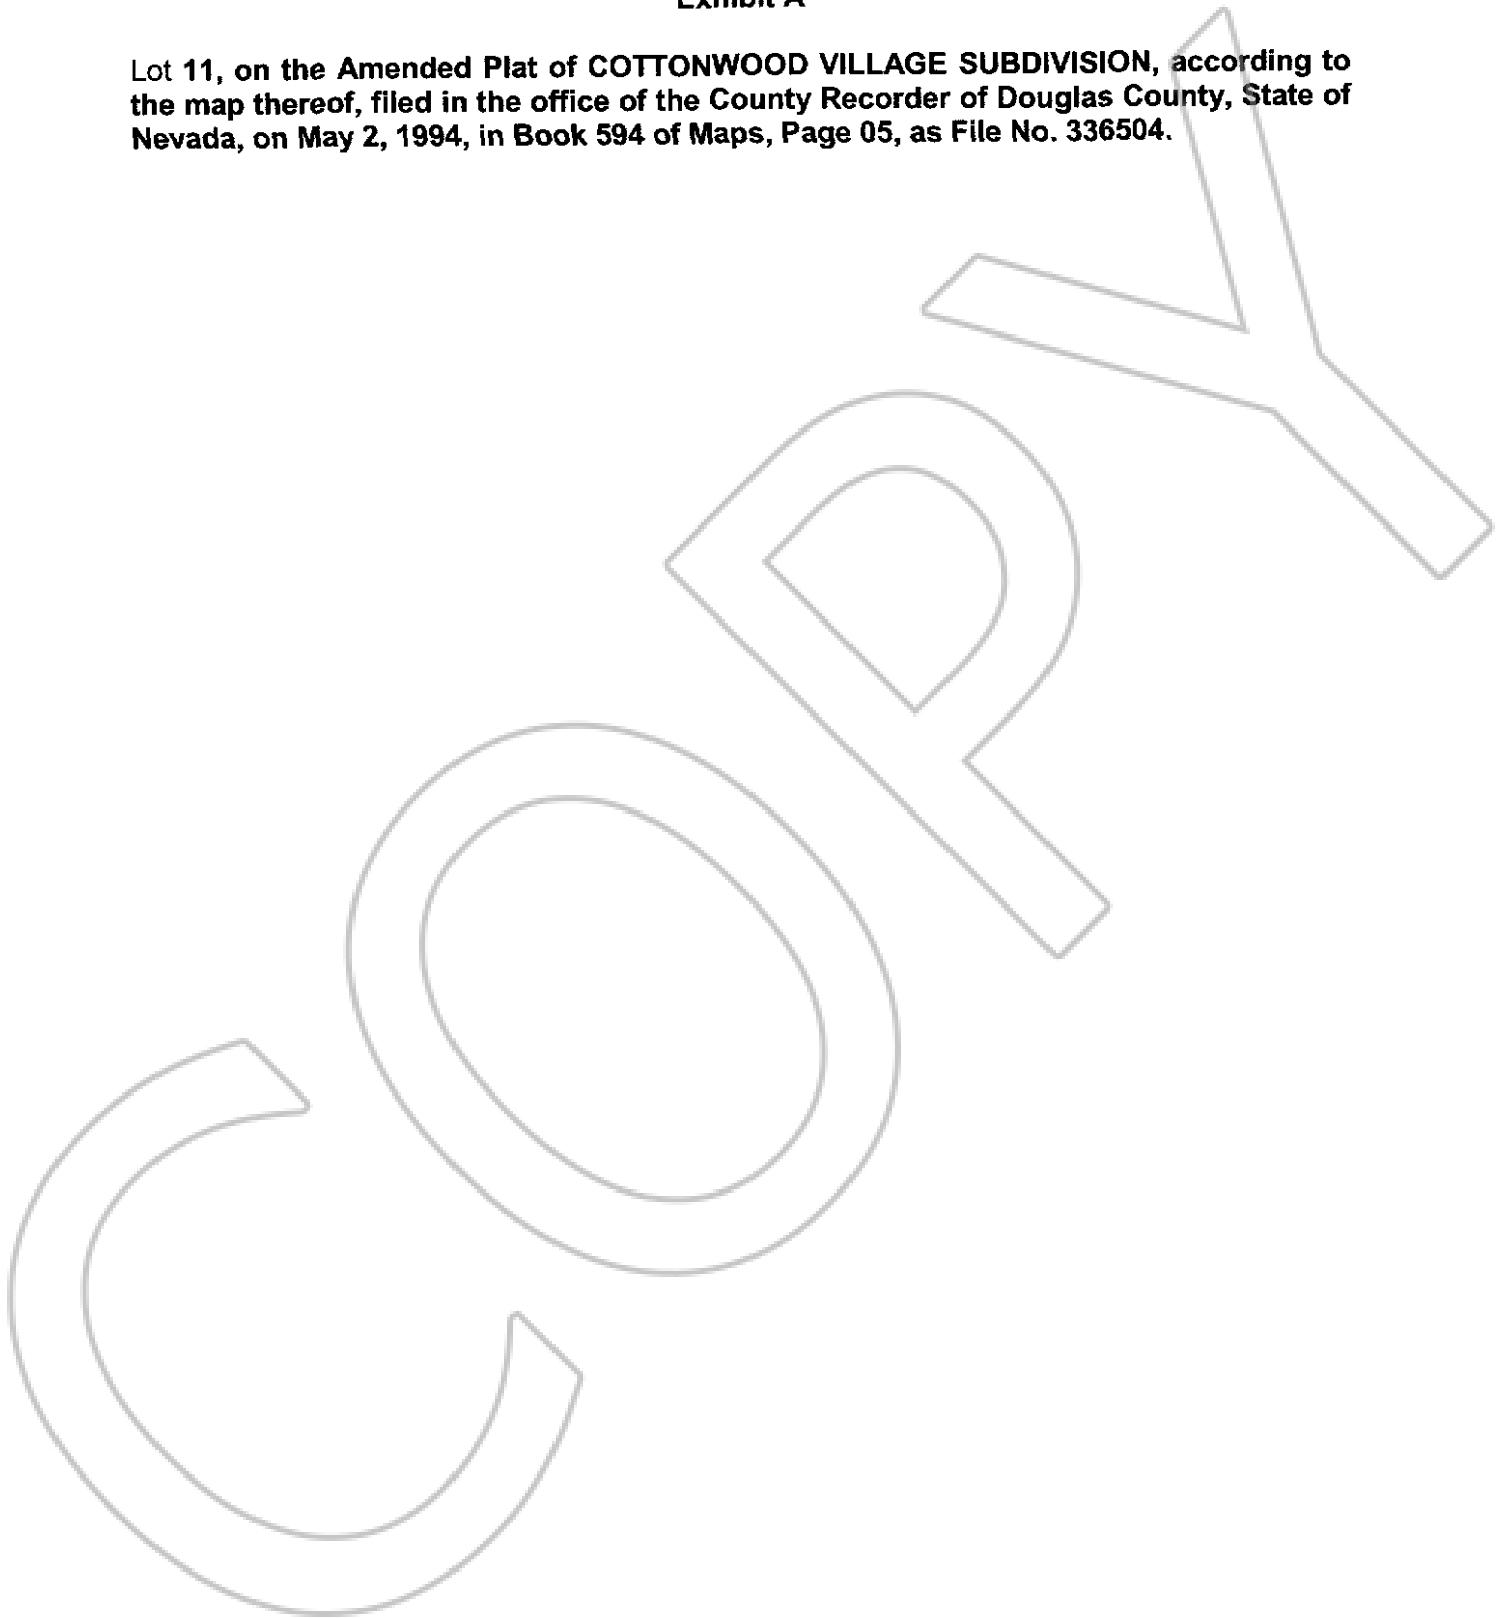 Exhibit A
Lot 11, on the Amended Plat of COTTONWOOD VILLAGE SUBDIVISION, according to
the map thereof, filed in the office of the County Recorder of Douglas County, State of
Nevada, on May 2, 1994, in Book 594 of Maps, Page 05, as File No. 336504.
COPY